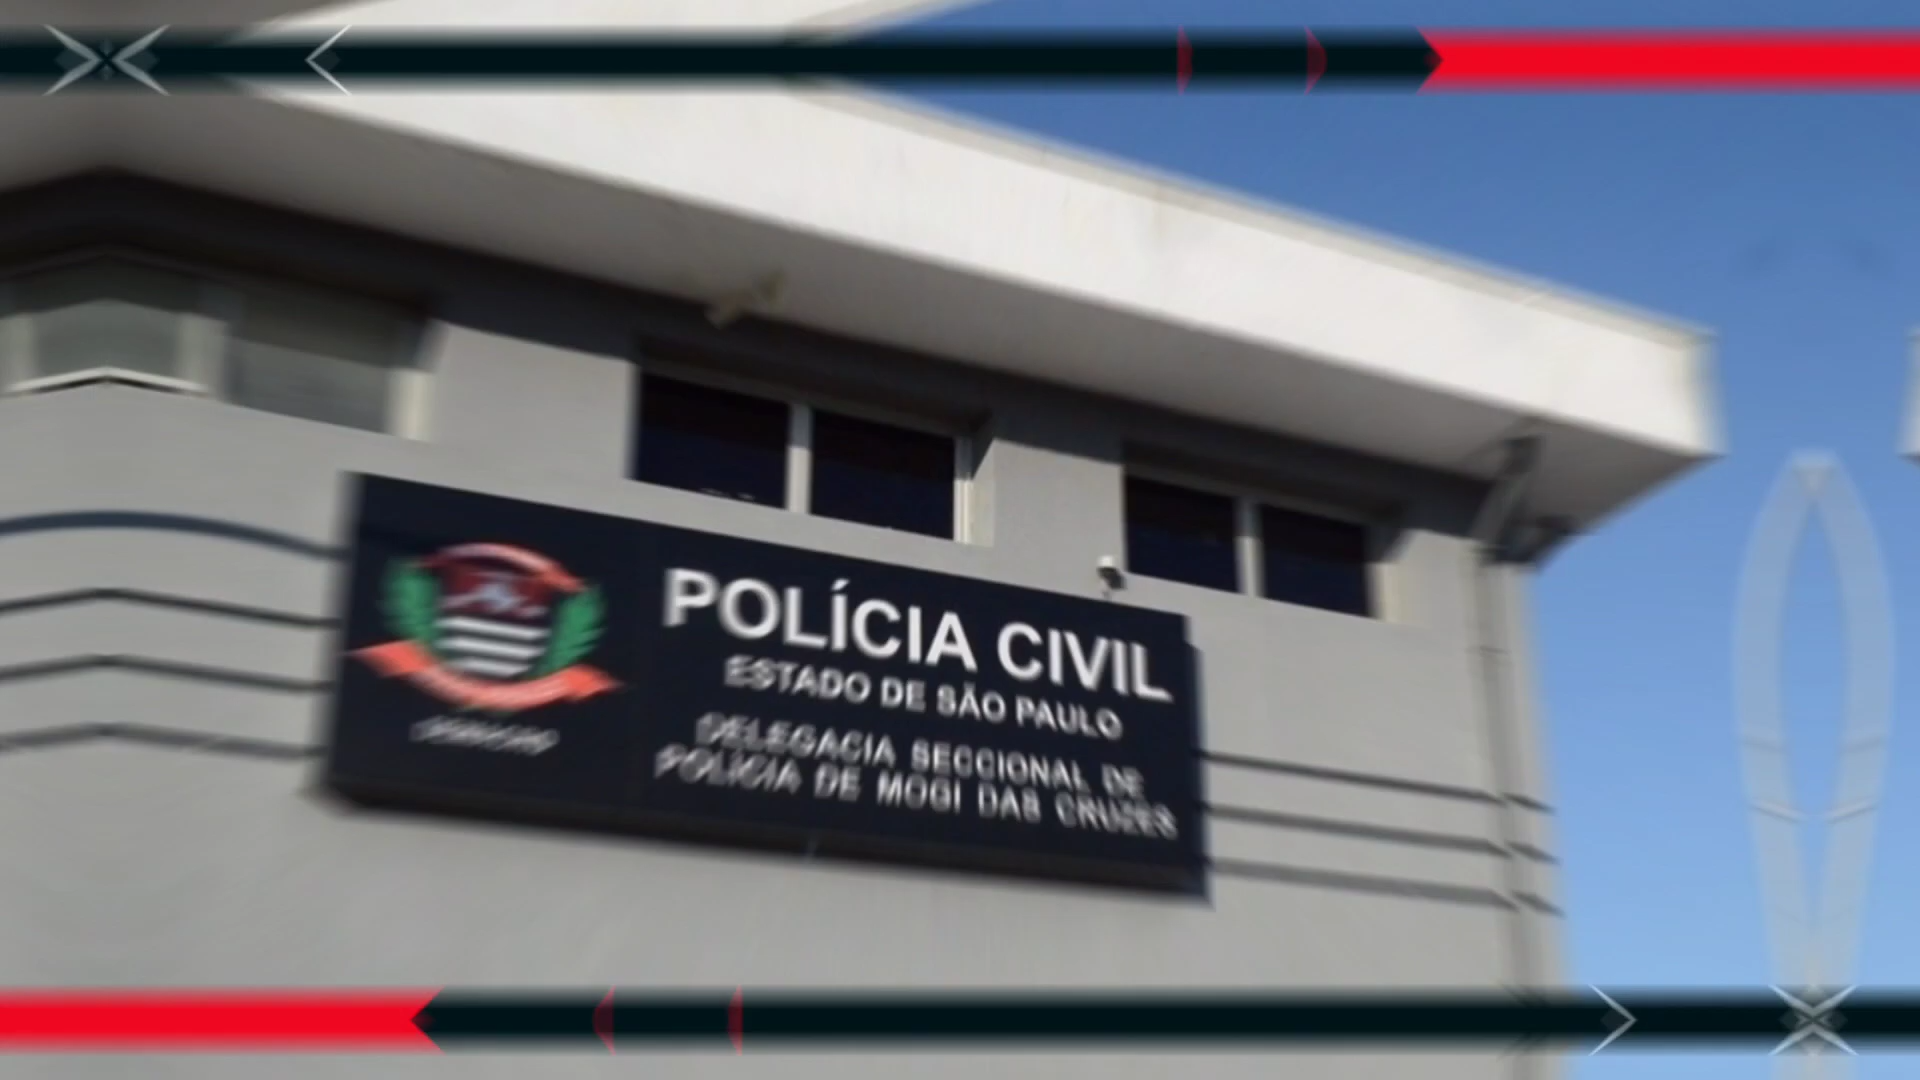 POLÍCIA CIVIL
ESTADO DE SÃO PAULO
DELEGACIA SECCIONAL DE
POLÍCIA DE MOGI DAS CRUZES